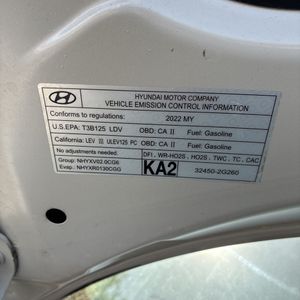 HYUNDAI MOTOR COMPANY
VEHICLE EMISSION CONTROL INFORMATION
Conforms to regulations: 2022 MY
U.S.EPA: T3B125 LDV OBD: CA II Fuel: Gasoline
California: LEV III ULEV125 PC OBD: CA II Fuel: Gasoline
No adjustments needed. DFI, WR-HO2S, HO2S, TWC, TC, CAC
Group: NHYXV02.0CG6 KA2 32450-2G260
Evap.: NHYXR0130CGG